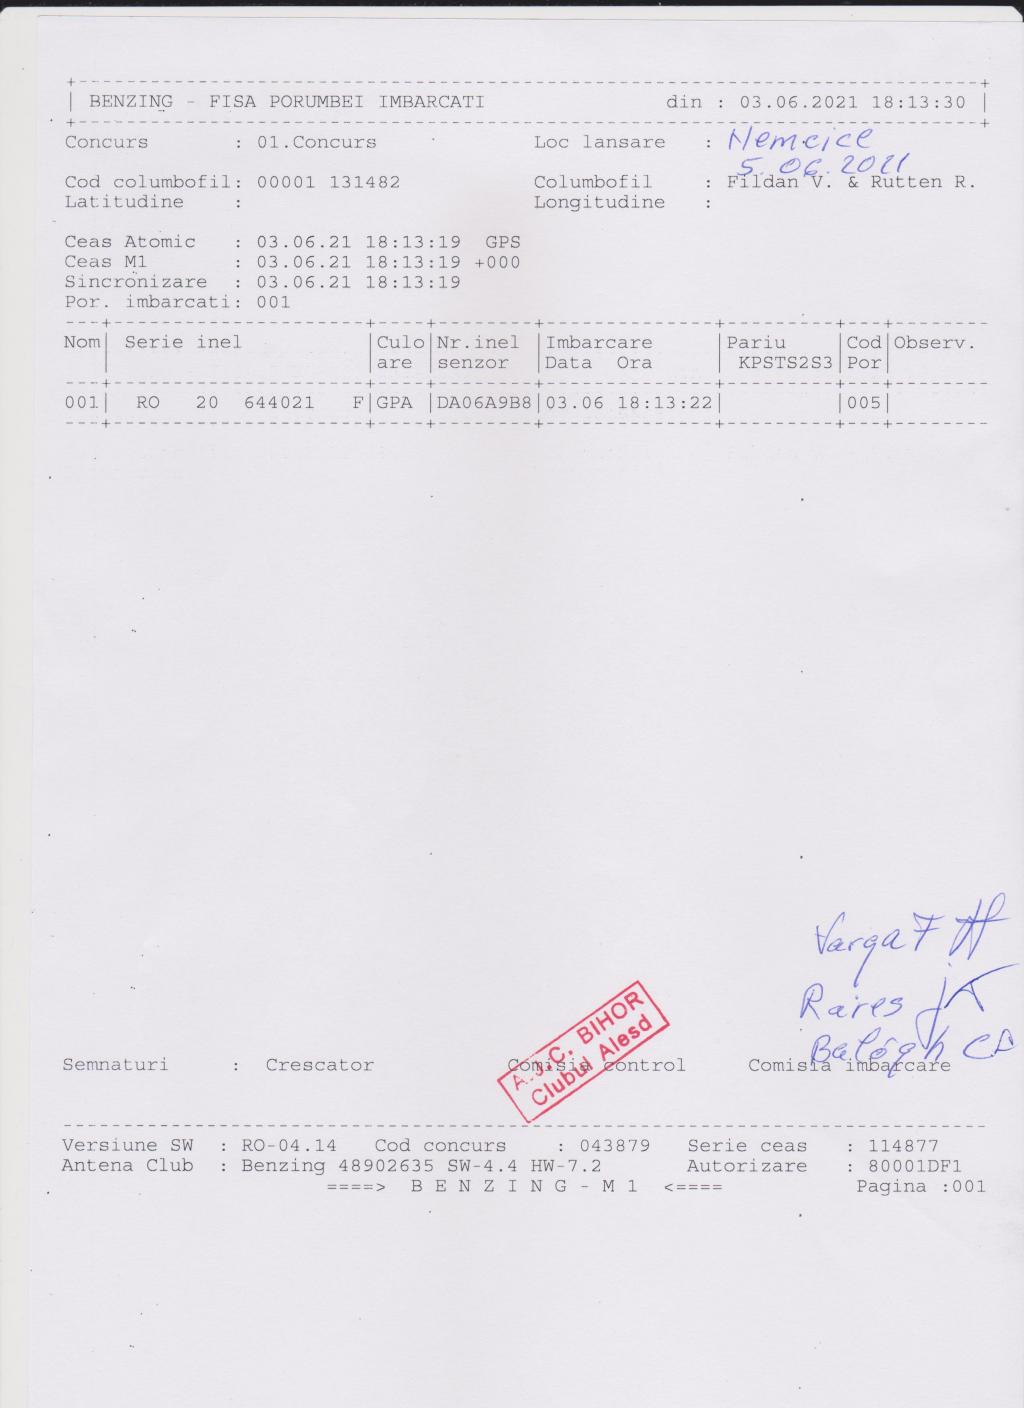 BENZING - FISA PORUMBEI IMBARCATI din : 03.06.2021 18:13:30
Concurs : 01.Concurs Loc lansare : Nemcice
5.06.2021
Cod columbofil: 00001 131482 Columbofil : Fildan V. & Rutten R.
Latitudine : Longitudine :
Ceas Atomic : 03.06.21 18:13:19 GPS
Ceas M1 : 03.06.21 18:13:19 +000
Sincronizare : 03.06.21 18:13:19
Por. imbarcati: 001
Nom| Serie inel |Culo|Nr.inel |Imbarcare |Pariu |Cod|Observ.
|are |senzor |Data Ora | KPSTS2S3|Por|
001| RO 20 644021 F|GPA |DA06A9B8|03.06 18:13:22| |005|
Varga F
Rares
Balogh
A.J.C. BIHOR
Clubul Alesd
Semnaturi : Crescator Comisia control Comisia imbarcare
Versiune SW : RO-04.14 Cod concurs : 043879 Serie ceas : 114877
Antena Club : Benzing 48902635 SW-4.4 HW-7.2 Autorizare : 80001DF1
====> B E N Z I N G - M 1 <==== Pagina :001